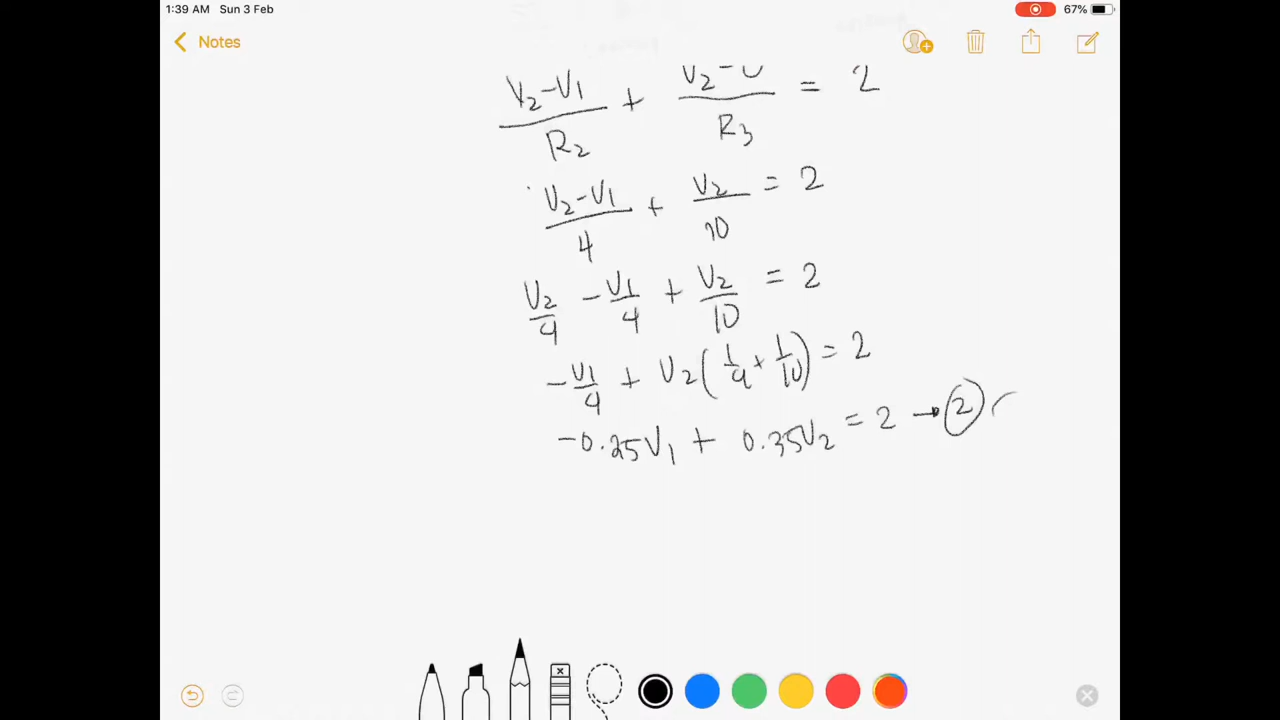 1:39 AM Sun 3 Feb 67%
Notes
(V₂-V₁)/R₂ + (V₂-0)/R₃ = 2
(V₂-V₁)/4 + V₂/10 = 2
V₂/4 - V₁/4 + V₂/10 = 2
-V₁/4 + V₂(1/4 + 1/10) = 2
-0.25V₁ + 0.35V₂ = 2 → ②